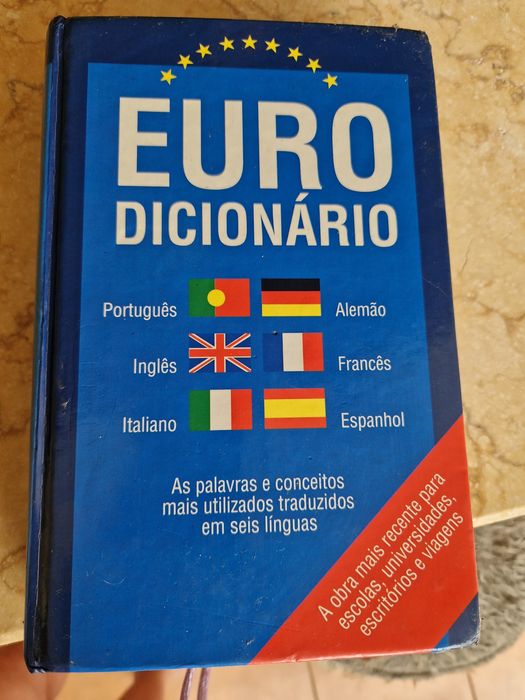 EURO
DICIONÁRIO
Português
Alemão
Inglês
Francês
Italiano
Espanhol
As palavras e conceitos
mais utilizados traduzidos
em seis línguas
A obra mais recente para
escolas, universidades,
escritórios e viagens